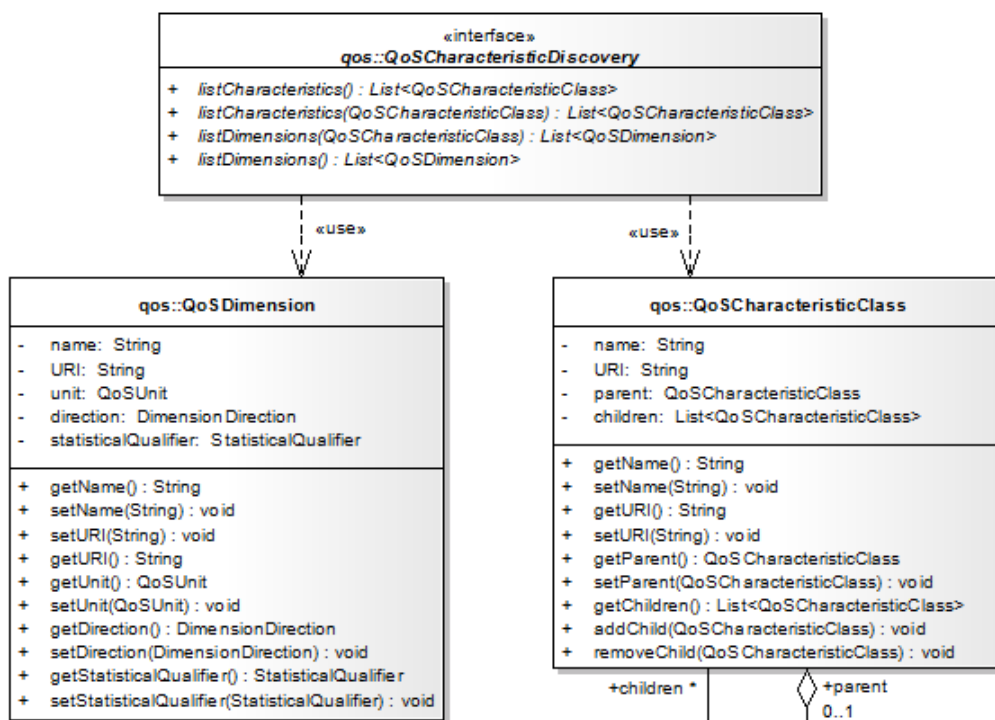 «interface»
qos::QoSCharacteristicDiscovery
+ listCharacteristics() : List<QoSCharacteristicClass>
+ listCharacteristics(QoSCharacteristicClass) : List<QoSCharacteristicClass>
+ listDimensions(QoSCharacteristicClass) : List<QoSDimension>
+ listDimensions() : List<QoSDimension>
«use»
«use»
qos::QoSDimension
- name: String
- URI: String
- unit: QoSUnit
- direction: DimensionDirection
- statisticalQualifier: StatisticalQualifier
+ getName() : String
+ setName(String) : void
+ setURI(String) : void
+ getURI() : String
+ getUnit() : QoSUnit
+ setUnit(QoSUnit) : void
+ getDirection() : DimensionDirection
+ setDirection(DimensionDirection) : void
+ getStatisticalQualifier() : StatisticalQualifier
+ setStatisticalQualifier(StatisticalQualifier) : void
qos::QoSCharacteristicClass
- name: String
- URI: String
- parent: QoSCharacteristicClass
- children: List<QoSCharacteristicClass>
+ getName() : String
+ setName(String) : void
+ getURI() : String
+ setURI(String) : void
+ getParent() : QoSCharacteristicClass
+ setParent(QoSCharacteristicClass) : void
+ getChildren() : List<QoSCharacteristicClass>
+ addChild(QoSCharacteristicClass) : void
+ removeChild(QoSCharacteristicClass) : void
+children *
+parent
0..1